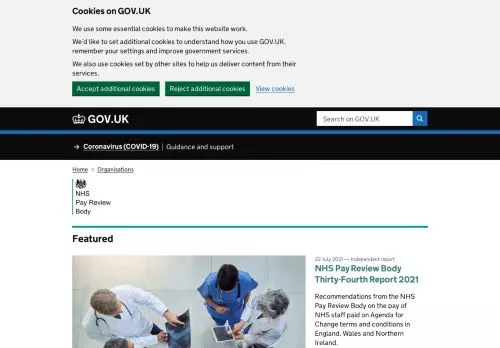 Cookies on GOV.UK
We use some essential cookies to make this website work.
We'd like to set additional cookies to understand how you use GOV.UK,
remember your settings and improve government services.
We also use cookies set by other sites to help us deliver content from their
services.
Accept additional cookies Reject additional cookies View cookies
GOV.UK Search on GOV.UK
→ Coronavirus (COVID-19) Guidance and support
Home > Organisations
NHS
Pay Review
Body
Featured
22 July 2021 — Independent report
NHS Pay Review Body
Thirty-Fourth Report 2021
Recommendations from the NHS
Pay Review Body on the pay of
NHS staff paid on Agenda for
Change terms and conditions in
England, Wales and Northern
Ireland.